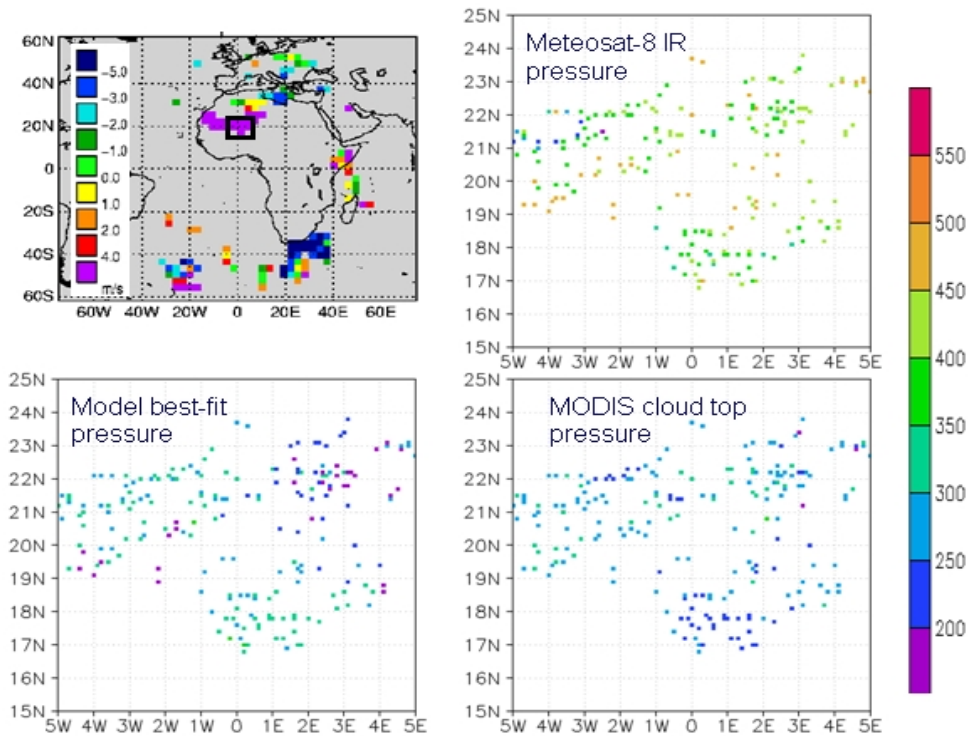 60N
40N
20N
0
20S
40S
60S
-5.0
-3.0
-2.0
-1.0
0.0
1.0
2.0
4.0
m/s
60W 40W 20W 0 20E 40E 60E
Meteosat-8 IR
pressure
25N
24N
23N
22N
21N
20N
19N
18N
17N
16N
15N
5W 4W 3W 2W 1W 0 1E 2E 3E 4E 5E
550
500
450
400
350
300
250
200
Model best-fit
pressure
25N
24N
23N
22N
21N
20N
19N
18N
17N
16N
15N
5W 4W 3W 2W 1W 0 1E 2E 3E 4E 5E
MODIS cloud top
pressure
25N
24N
23N
22N
21N
20N
19N
18N
17N
16N
15N
5W 4W 3W 2W 1W 0 1E 2E 3E 4E 5E